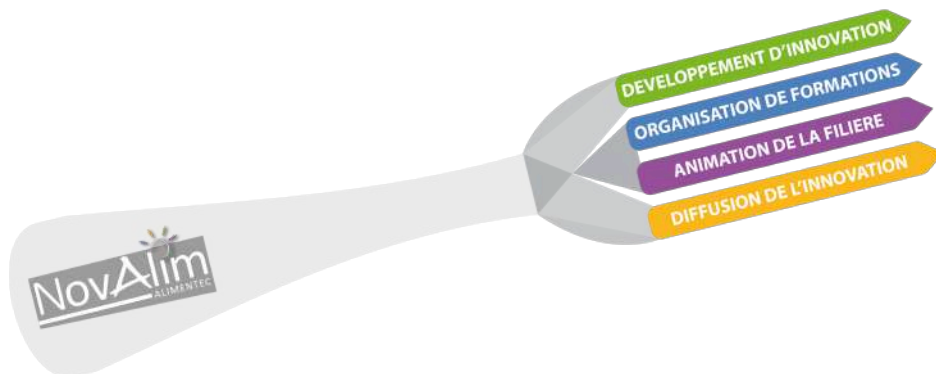 DEVELOPPEMENT D'INNOVATION
ORGANISATION DE FORMATIONS
ANIMATION DE LA FILIERE
DIFFUSION DE L'INNOVATION
NovAlim
ALIMENTEC